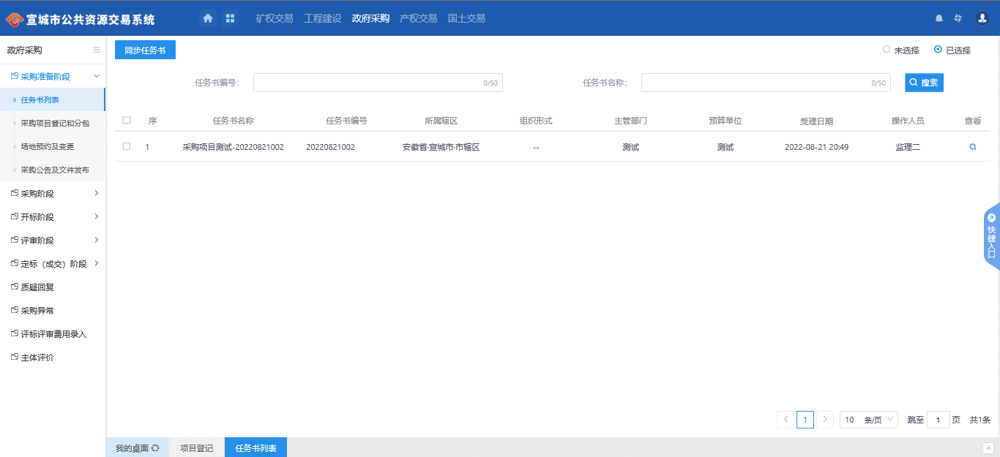 宣城市公共资源交易系统 矿权交易 工程建设 政府采购 产权交易 国土交易
政府采购
采购准备阶段
任务书列表
采购项目登记和分包
场地预约及变更
采购公告及文件发布
采购阶段
开标阶段
评审阶段
定标（成交）阶段
质疑回复
采购异常
评标评审费用录入
主体评价
同步任务书 未选择 已选择
任务书编号： 0/50 任务书名称： 0/50 搜索
序 任务书名称 任务书编号 所属辖区 组织形式 主管部门 预算单位 受理日期 操作人员 查看
1 采购项目测试-20220821002 20220821002 安徽省·宣城市·市辖区 -- 测试 测试 2022-08-21 20:49 监理二
快捷入口
1 10 条/页 跳至 1 页 共1条
我的桌面 项目登记 任务书列表